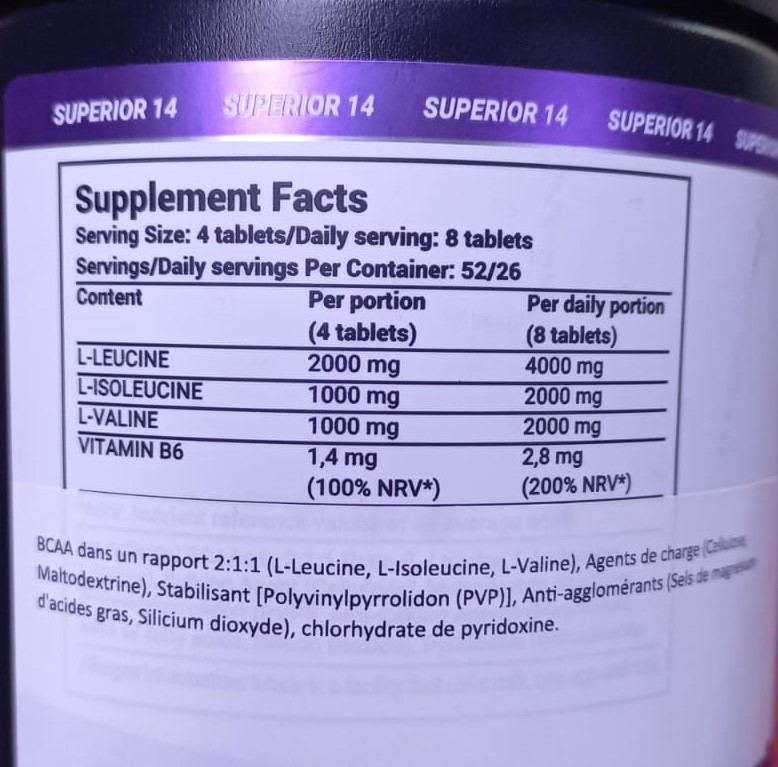 SUPERIOR 14 SUPERIOR 14 SUPERIOR 14 SUPERIOR 14
Supplement Facts
Serving Size: 4 tablets/Daily serving: 8 tablets
Servings/Daily servings Per Container: 52/26
Content Per portion Per daily portion
(4 tablets) (8 tablets)
L-LEUCINE 2000 mg 4000 mg
L-ISOLEUCINE 1000 mg 2000 mg
L-VALINE 1000 mg 2000 mg
VITAMIN B6 1,4 mg 2,8 mg
(100% NRV*) (200% NRV*)
BCAA dans un rapport 2:1:1 (L-Leucine, L-Isoleucine, L-Valine), Agents de charge (Cellulose,
Maltodextrine), Stabilisant [Polyvinylpyrrolidon (PVP)], Anti-agglomérants (Sels de magnesium
d'acides gras, Silicium dioxyde), chlorhydrate de pyridoxine.